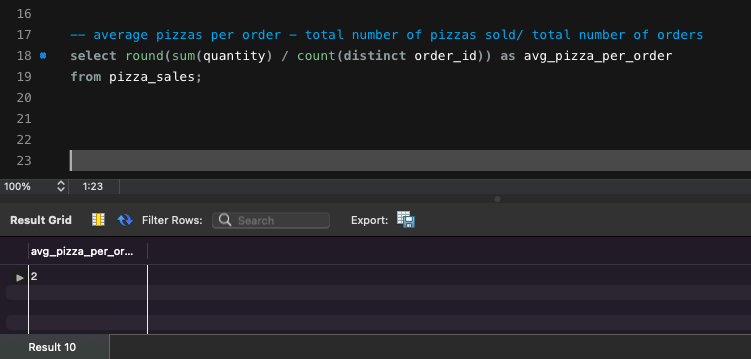 16
17 -- average pizzas per order - total number of pizzas sold/ total number of orders
18 select round(sum(quantity) / count(distinct order_id)) as avg_pizza_per_order
19 from pizza_sales;
20
21
22
23
100% 1:23
Result Grid Filter Rows: Search Export:
avg_pizza_per_or...
2
Result 10